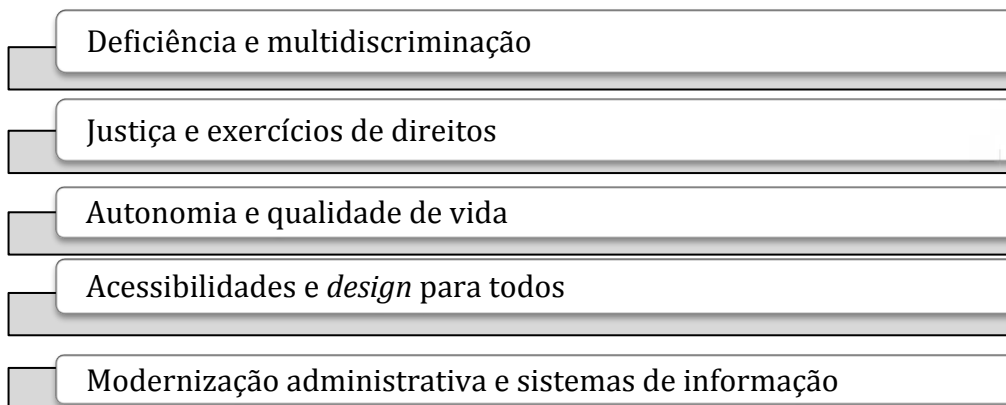 Deficiência e multidiscriminação
Justiça e exercícios de direitos
Autonomia e qualidade de vida
Acessibilidades e design para todos
Modernização administrativa e sistemas de informação